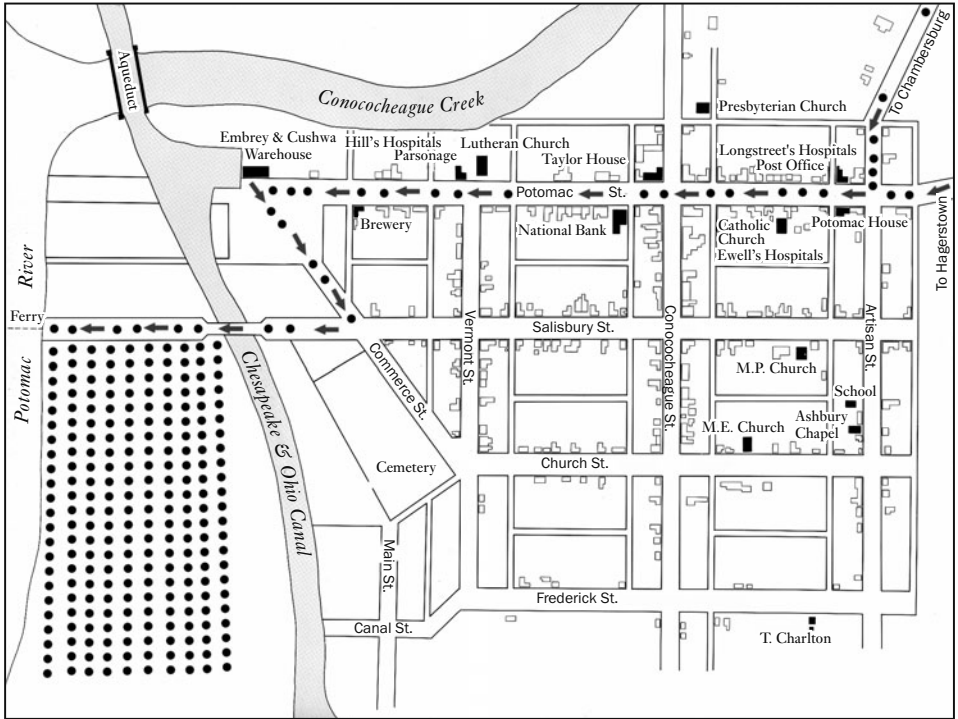 To Chambersburg
Aqueduct
Conococheague Creek
Presbyterian Church
Embrey & Cushwa
Warehouse
Hill's Hospitals
Parsonage
Lutheran Church
Taylor House
Longstreet's Hospitals
Post Office
Potomac St.
To Hagerstown
Brewery
National Bank
Catholic
Church
Ewell's Hospitals
Potomac House
River
Potomac
Ferry
Salisbury St.
Vermont St.
Conococheague St.
Artisan St.
Commerce St.
M.P. Church
School
Ashbury
Chapel
M.E. Church
Chesapeake & Ohio Canal
Cemetery
Church St.
Main St.
Frederick St.
Canal St.
T. Charlton